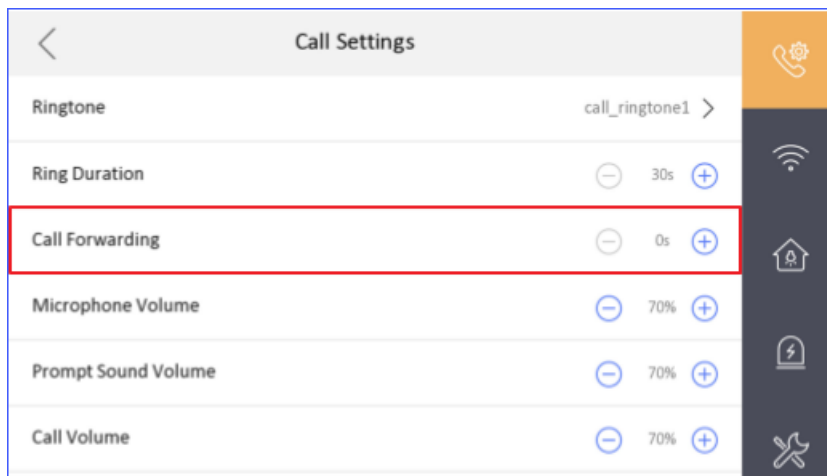 Call Settings
Ringtone call_ringtone1
Ring Duration 30s
Call Forwarding 0s
Microphone Volume 70%
Prompt Sound Volume 70%
Call Volume 70%